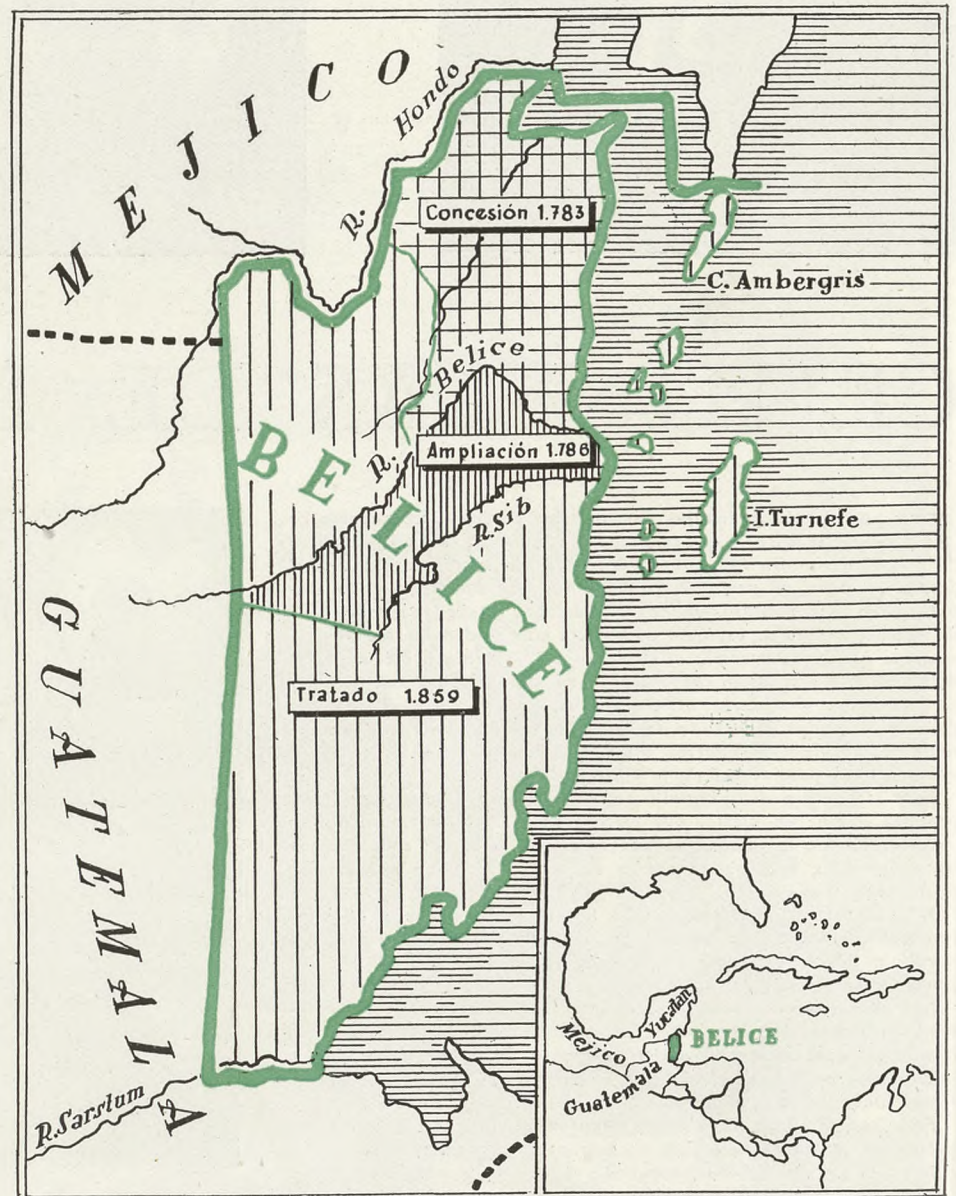 MEJICO
R. Hondo
Concesión 1.783
C. Ambergris
R. Belice
Ampliación 1.786
BELICE
R. Sib
I. Turnefe
Tratado 1.859
GUATEMALA
R. Sarstum
Yucatan
Mejico
BELICE
Guatemala